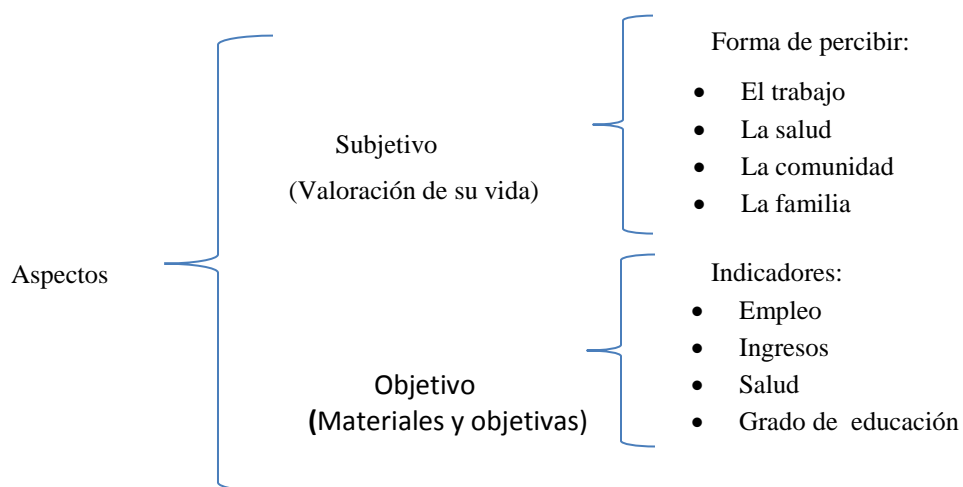 Aspectos
Subjetivo
(Valoración de su vida)
Forma de percibir:
• El trabajo
• La salud
• La comunidad
• La familia
Objetivo
(Materiales y objetivas)
Indicadores:
• Empleo
• Ingresos
• Salud
• Grado de educación